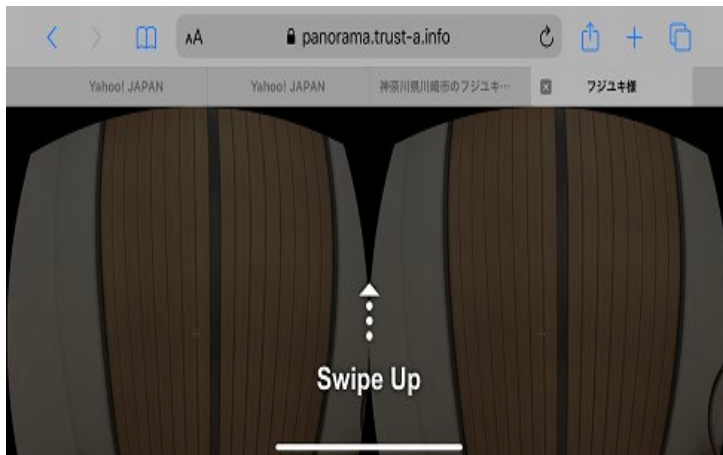 AA
panorama.trust-a.info
Yahoo! JAPAN
Yahoo! JAPAN
神奈川県川崎市のフジユキ…
フジユキ様
Swipe Up